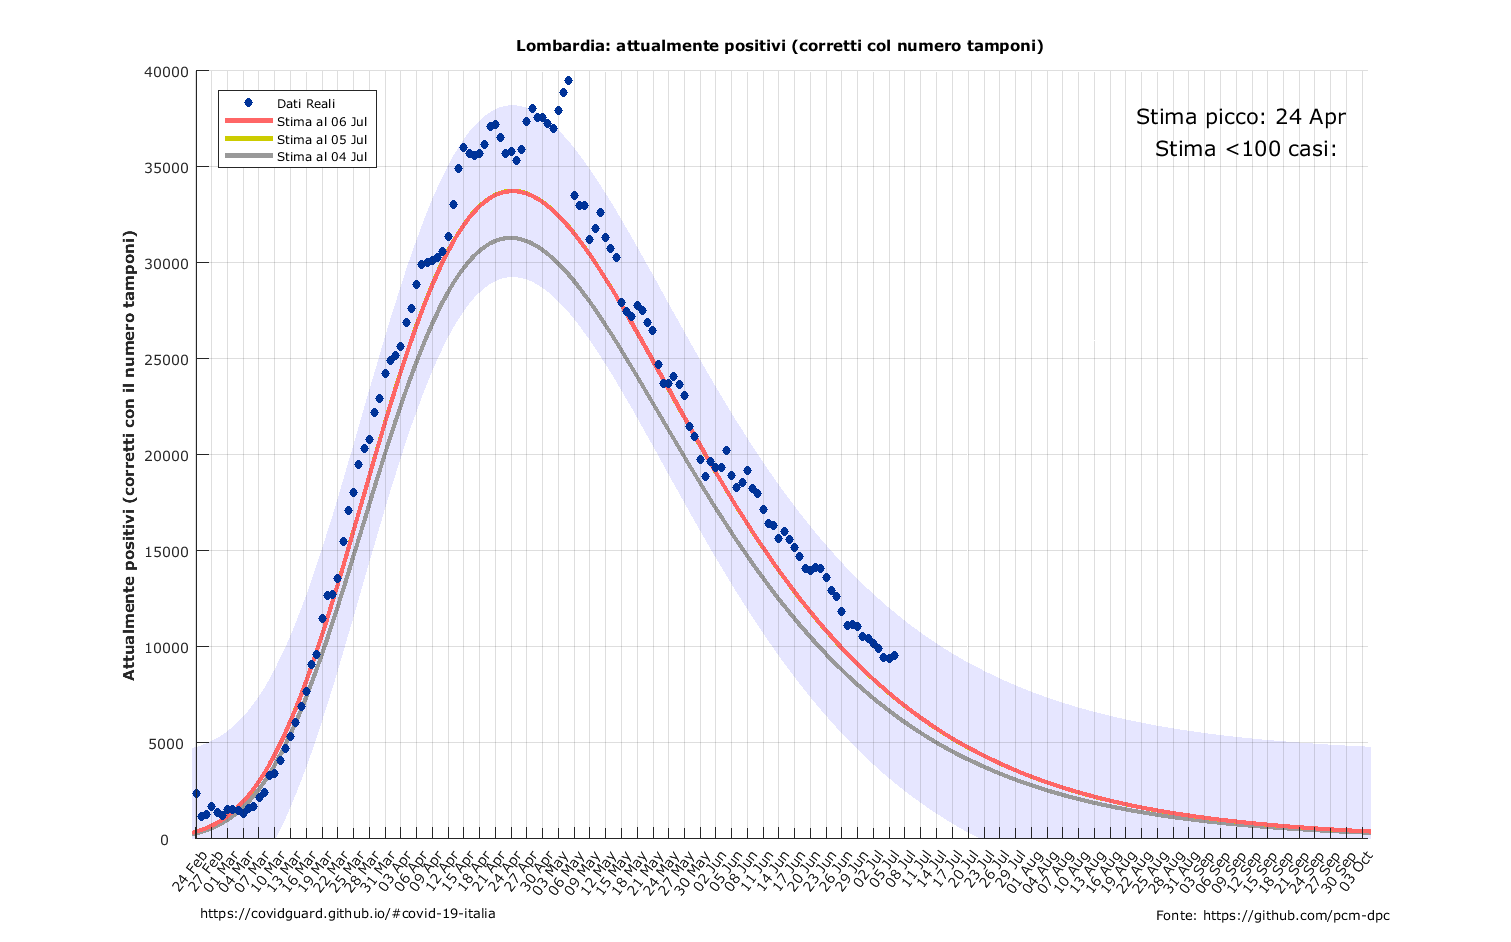 Lombardia: attualmente positivi (corretti col numero tamponi)
Attualmente positivi (corretti con il numero tamponi)
40000
35000
30000
25000
20000
15000
10000
5000
0
Dati Reali
Stima al 06 Jul
Stima al 05 Jul
Stima al 04 Jul
Stima picco: 24 Apr
Stima <100 casi:
24 Feb
27 Feb
01 Mar
04 Mar
07 Mar
10 Mar
13 Mar
16 Mar
19 Mar
22 Mar
25 Mar
28 Mar
31 Mar
03 Apr
06 Apr
09 Apr
12 Apr
15 Apr
18 Apr
21 Apr
24 Apr
27 Apr
30 Apr
03 May
06 May
09 May
12 May
15 May
18 May
21 May
24 May
27 May
30 May
02 Jun
05 Jun
08 Jun
11 Jun
14 Jun
17 Jun
20 Jun
23 Jun
26 Jun
29 Jun
02 Jul
05 Jul
08 Jul
11 Jul
14 Jul
17 Jul
20 Jul
23 Jul
26 Jul
29 Jul
01 Aug
04 Aug
07 Aug
10 Aug
13 Aug
16 Aug
19 Aug
22 Aug
25 Aug
28 Aug
31 Aug
03 Sep
06 Sep
09 Sep
12 Sep
15 Sep
18 Sep
21 Sep
24 Sep
27 Sep
30 Sep
03 Oct
https://covidguard.github.io/#covid-19-italia
Fonte: https://github.com/pcm-dpc